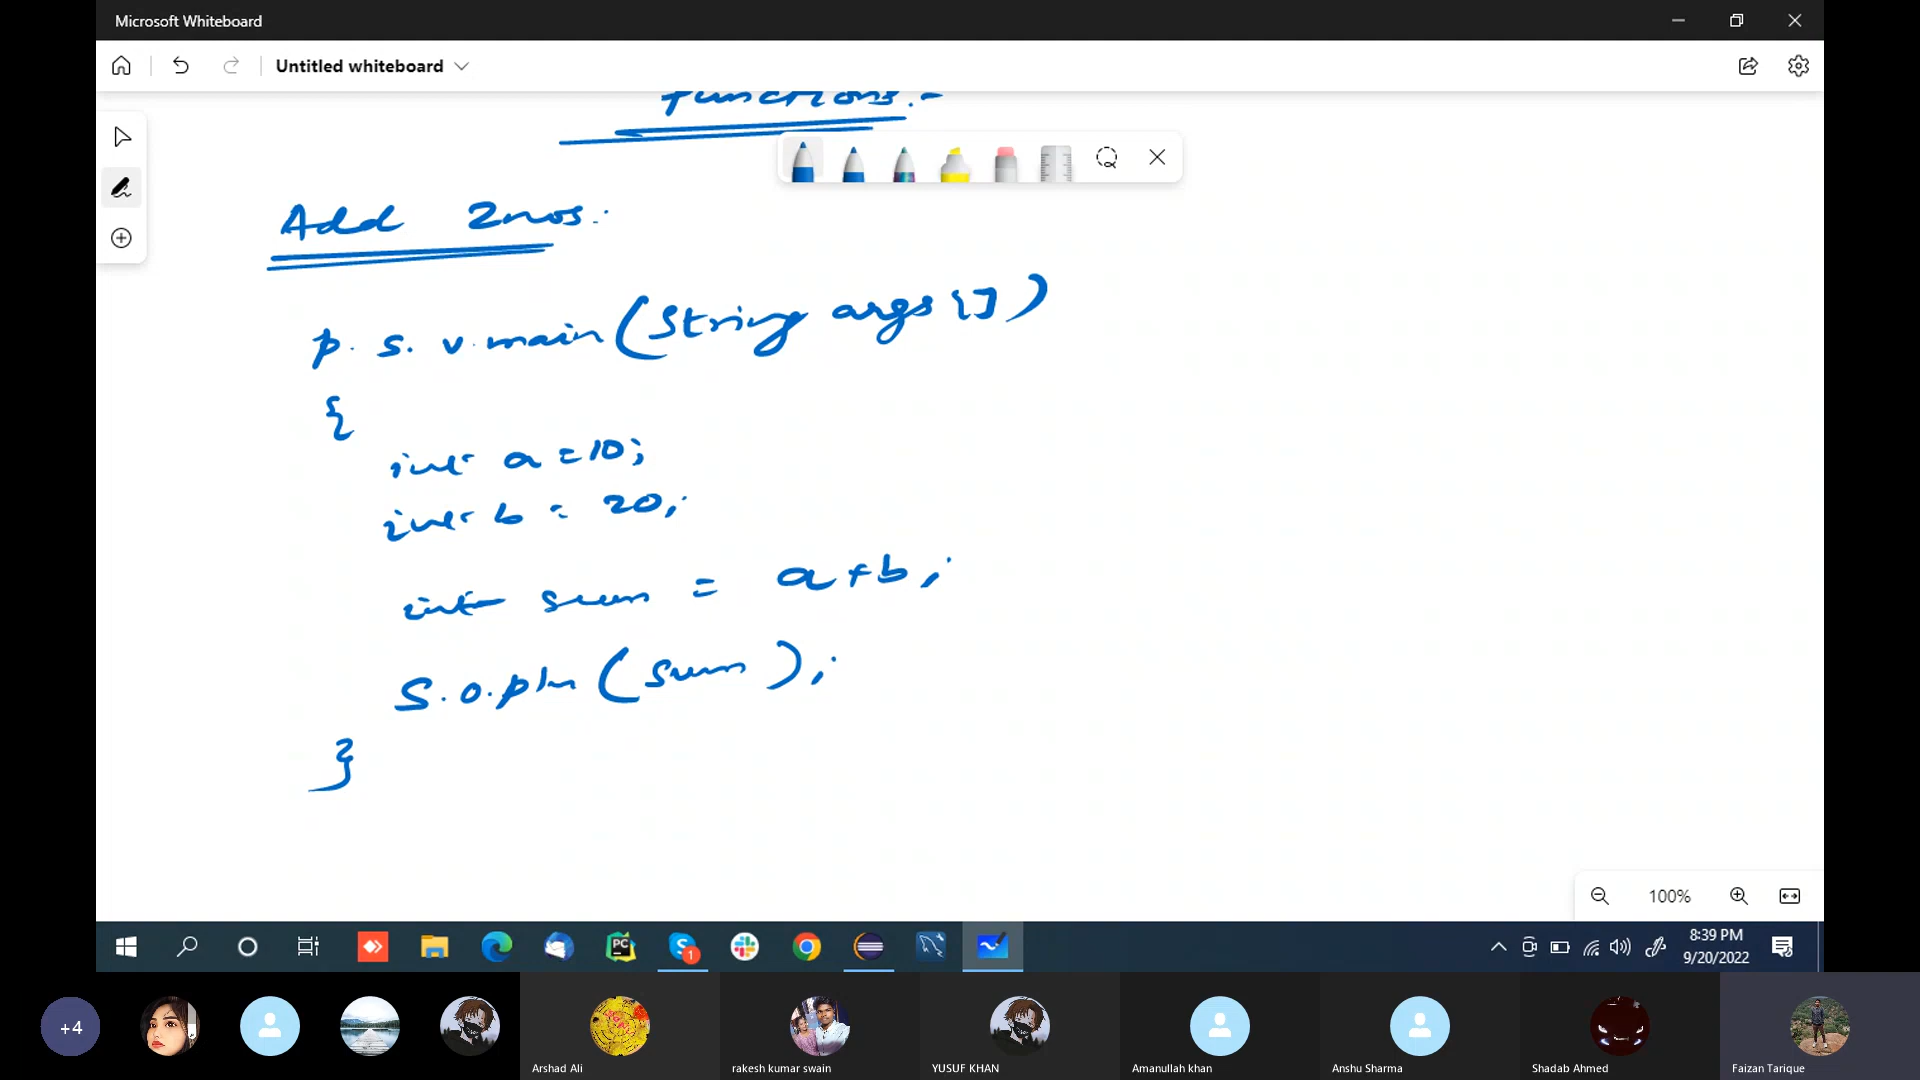 Microsoft Whiteboard
Untitled whiteboard
functions:-
Add 2nos:
p. s. v. main (String args [])
{
int a = 10;
int b = 20;
int sum = a+b;
S.o.pln (sum);
}
100%
8:39 PM
9/20/2022
+4
Arshad Ali
rakesh kumar swain
YUSUF KHAN
Amanullah khan
Anshu Sharma
Shadab Ahmed
Faizan Tarique